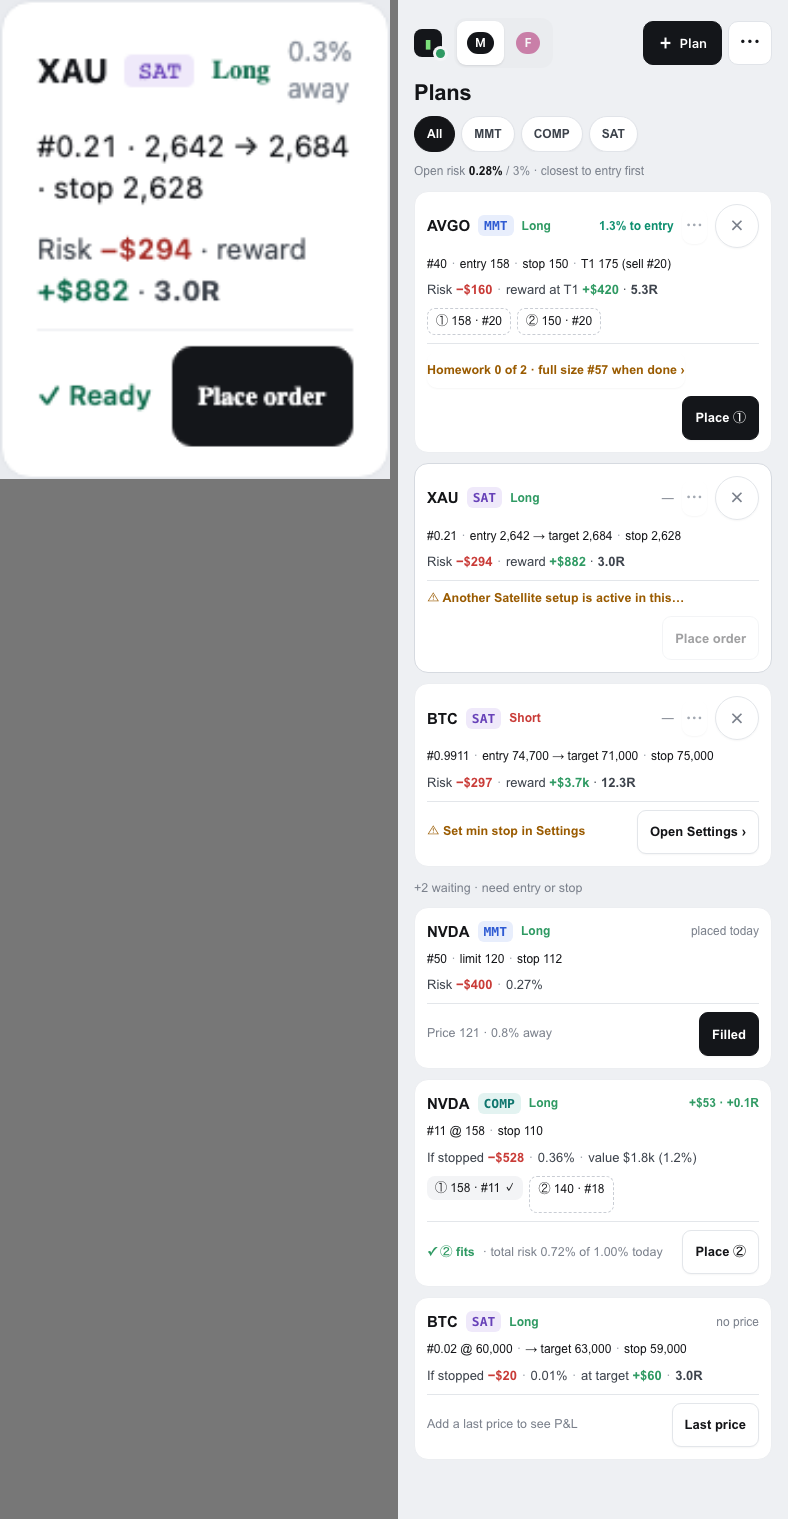 XAU SAT Long 0.3% away
#0.21 · 2,642 → 2,684
· stop 2,628
Risk −$294 · reward
+$882 · 3.0R
✓ Ready Place order
M F + Plan ···
Plans
All MMT COMP SAT
Open risk 0.28% / 3% · closest to entry first
AVGO MMT Long 1.3% to entry ··· ✕
#40 · entry 158 · stop 150 · T1 175 (sell #20)
Risk −$160 · reward at T1 +$420 · 5.3R
① 158 · #20 ② 150 · #20
Homework 0 of 2 · full size #57 when done ›
Place ①
XAU SAT Long — ··· ✕
#0.21 · entry 2,642 → target 2,684 · stop 2,628
Risk −$294 · reward +$882 · 3.0R
⚠ Another Satellite setup is active in this…
Place order
BTC SAT Short — ··· ✕
#0.9911 · entry 74,700 → target 71,000 · stop 75,000
Risk −$297 · reward +$3.7k · 12.3R
⚠ Set min stop in Settings Open Settings ›
+2 waiting · need entry or stop
NVDA MMT Long placed today
#50 · limit 120 · stop 112
Risk −$400 · 0.27%
Price 121 · 0.8% away Filled
NVDA COMP Long +$53 · +0.1R
#11 @ 158 · stop 110
If stopped −$528 · 0.36% · value $1.8k (1.2%)
① 158 · #11 ✓ ② 140 · #18
✓ ② fits · total risk 0.72% of 1.00% today Place ②
BTC SAT Long no price
#0.02 @ 60,000 · → target 63,000 · stop 59,000
If stopped −$20 · 0.01% · at target +$60 · 3.0R
Add a last price to see P&L Last price